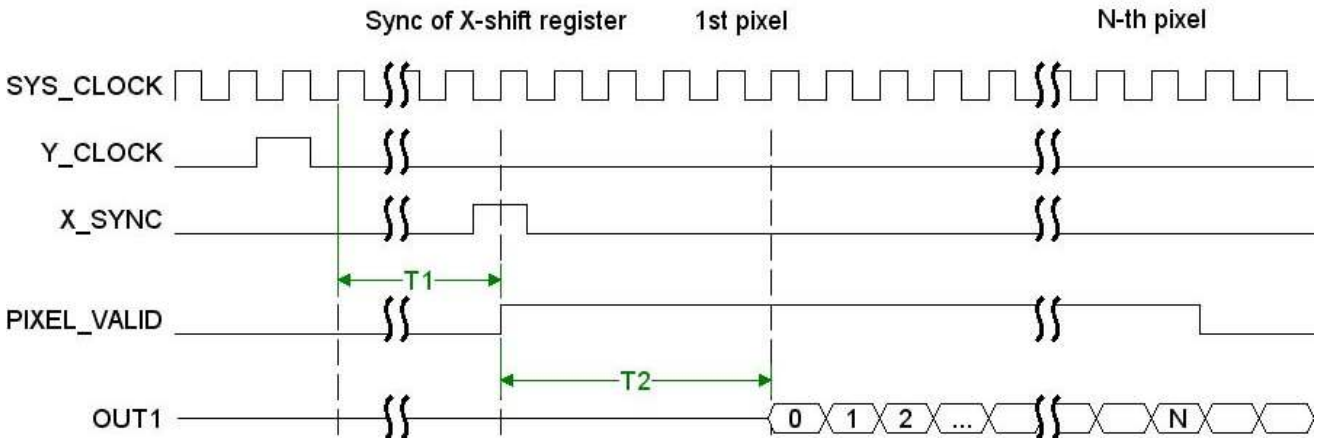 Sync of X-shift register 1st pixel N-th pixel
SYS_CLOCK
Y_CLOCK
X_SYNC
T1
PIXEL_VALID
T2
OUT1 0 1 2 ... N